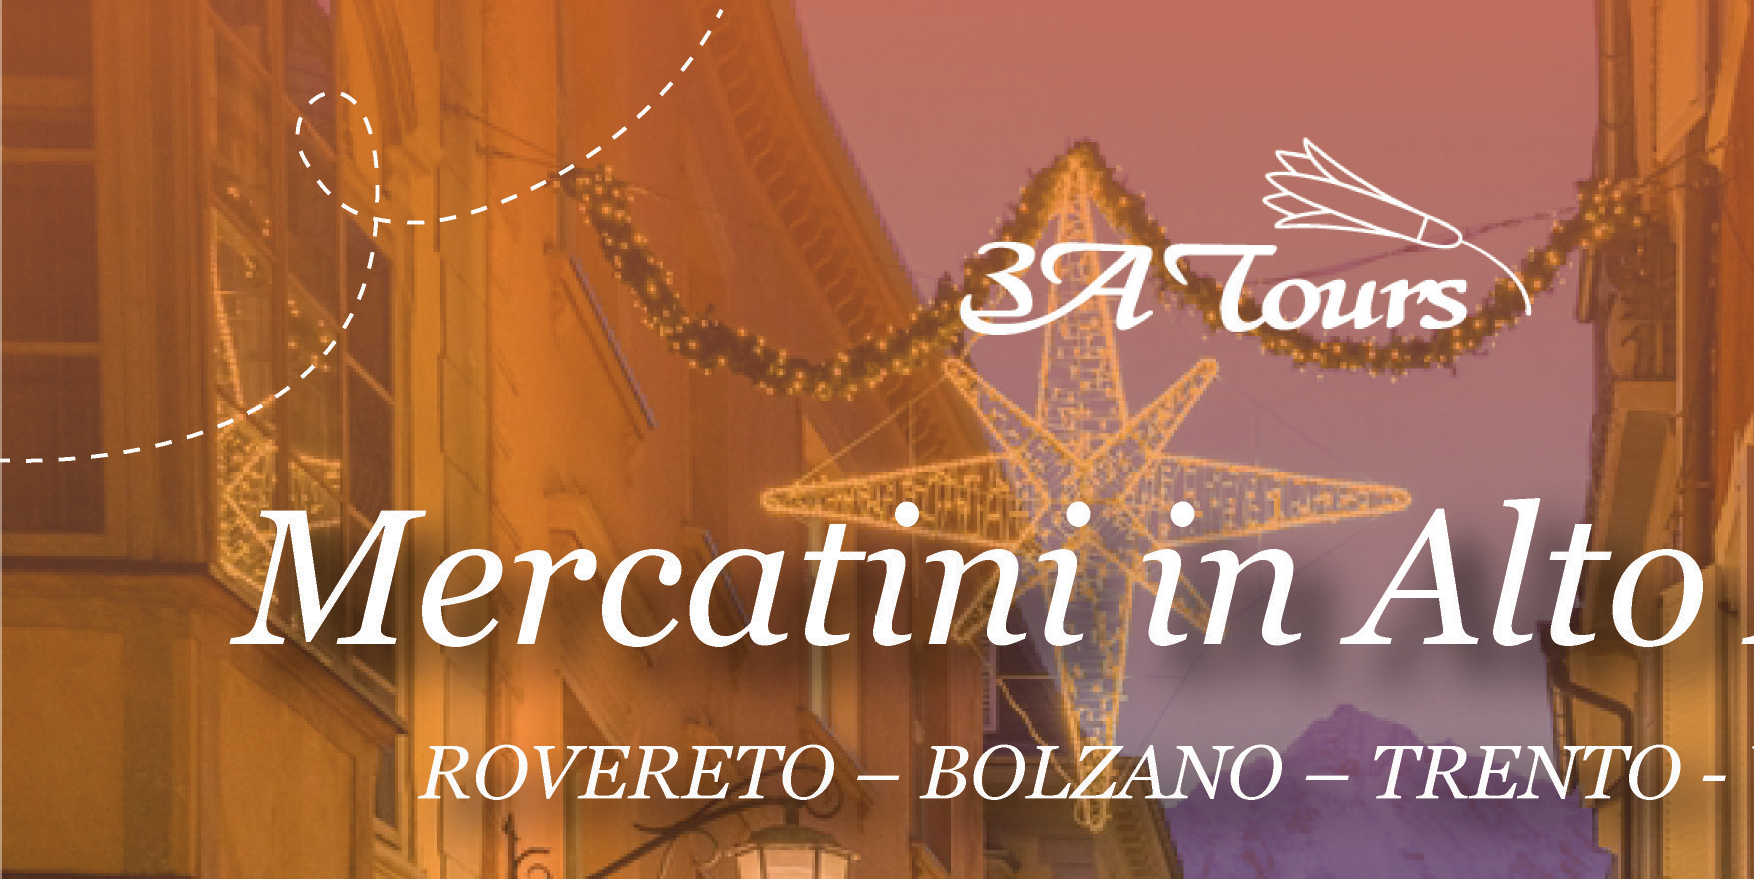 3A Tours
Mercatini in Alto
ROVERETO – BOLZANO – TRENTO -